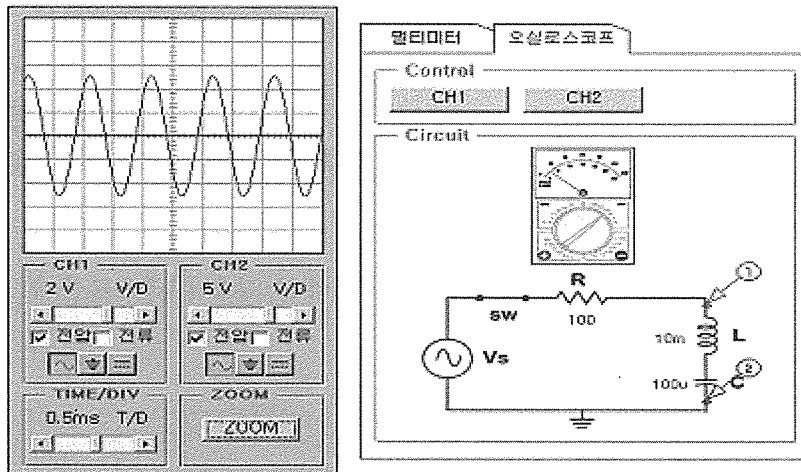 CH1
2 V V/D
전압 전류
CH2
5 V V/D
전압 전류
TIME/DIV
0.5ms T/D
ZOOM
ZOOM
멀티미터 오실로스코프
Control
CH1 CH2
Circuit
R
sw
100
1
10m L
Vs
2
100u C